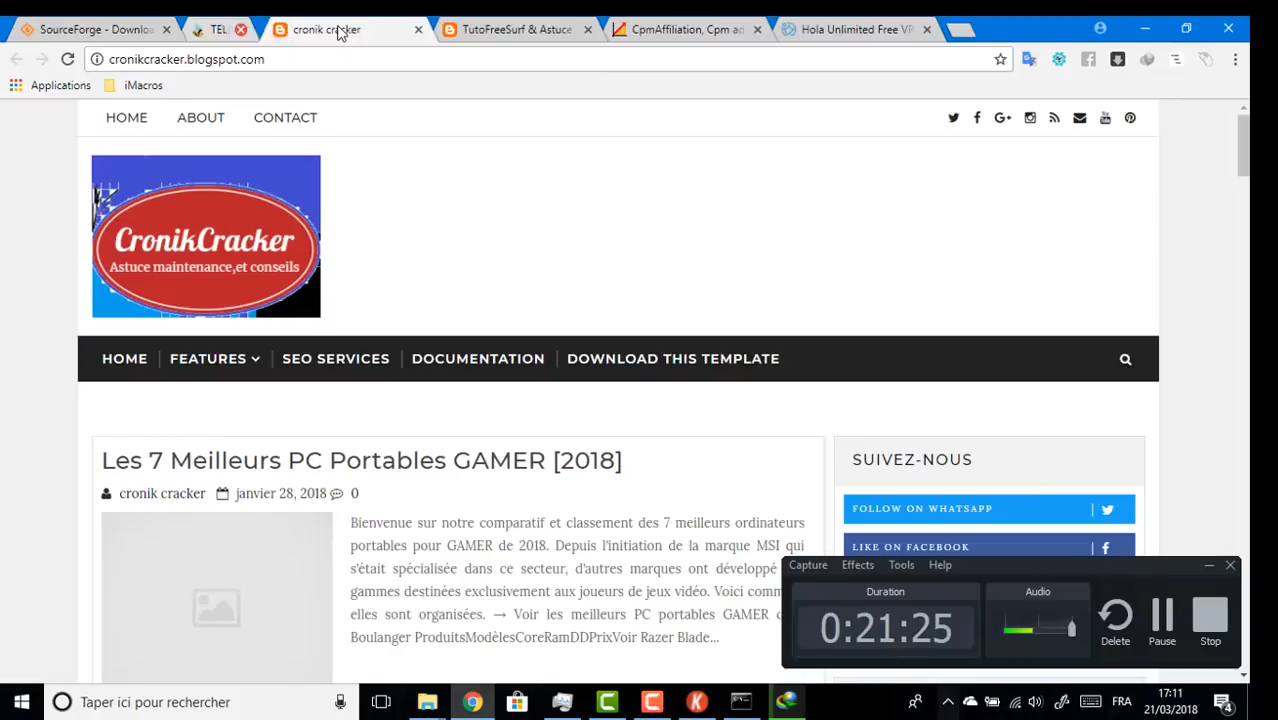 SourceForge - Downloa
TEL
cronik cracker
TutoFreeSurf & Astuce
CpmAffiliation, Cpm ad
Hola Unlimited Free VP
cronikcracker.blogspot.com
Applications
iMacros
HOME ABOUT CONTACT
CronikCracker
Astuce maintenance,et conseils
HOME FEATURES SEO SERVICES DOCUMENTATION DOWNLOAD THIS TEMPLATE
Les 7 Meilleurs PC Portables GAMER [2018]
cronik cracker janvier 28, 2018 0
Bienvenue sur notre comparatif et classement des 7 meilleurs ordinateurs
portables pour GAMER de 2018. Depuis l'initiation de la marque MSI qui
s'était spécialisée dans ce secteur, d'autres marques ont développé
gammes destinées exclusivement aux joueurs de jeux vidéo. Voici comm
elles sont organisées. → Voir les meilleurs PC portables GAMER c
Boulanger ProduitsModèlesCoreRamDDPrixVoir Razer Blade...
SUIVEZ-NOUS
FOLLOW ON WHATSAPP
LIKE ON FACEBOOK
Capture Effects Tools Help
Duration
0:21:25
Audio
Delete
Pause
Stop
Taper ici pour rechercher
FRA
17:11
21/03/2018
4